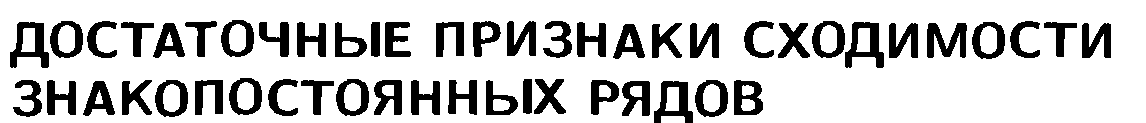 ДОСТАТОЧНЫЕ ПРИЗНАКИ СХОДИМОСТИ
ЗНАКОПОСТОЯННЫХ РЯДОВ